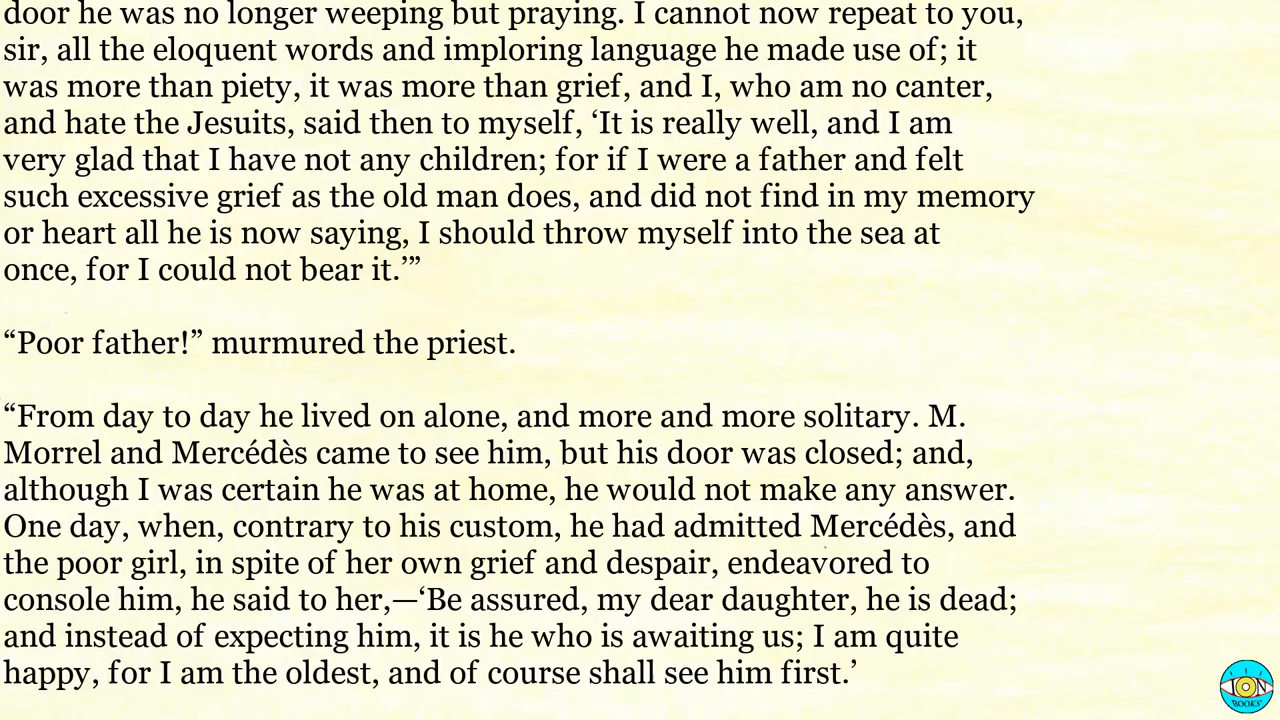 door he was no longer weeping but praying. I cannot now repeat to you,
sir, all the eloquent words and imploring language he made use of; it
was more than piety, it was more than grief, and I, who am no canter,
and hate the Jesuits, said then to myself, ‘It is really well, and I am
very glad that I have not any children; for if I were a father and felt
such excessive grief as the old man does, and did not find in my memory
or heart all he is now saying, I should throw myself into the sea at
once, for I could not bear it.’”
“Poor father!” murmured the priest.
“From day to day he lived on alone, and more and more solitary. M.
Morrel and Mercédès came to see him, but his door was closed; and,
although I was certain he was at home, he would not make any answer.
One day, when, contrary to his custom, he had admitted Mercédès, and
the poor girl, in spite of her own grief and despair, endeavored to
console him, he said to her,—‘Be assured, my dear daughter, he is dead;
and instead of expecting him, it is he who is awaiting us; I am quite
happy, for I am the oldest, and of course shall see him first.’
ION
BOOKS